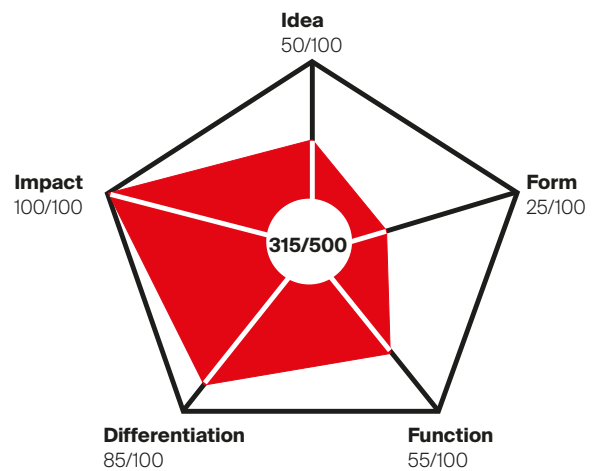 Idea
50/100
Impact
100/100
Form
25/100
315/500
Differentiation
85/100
Function
55/100